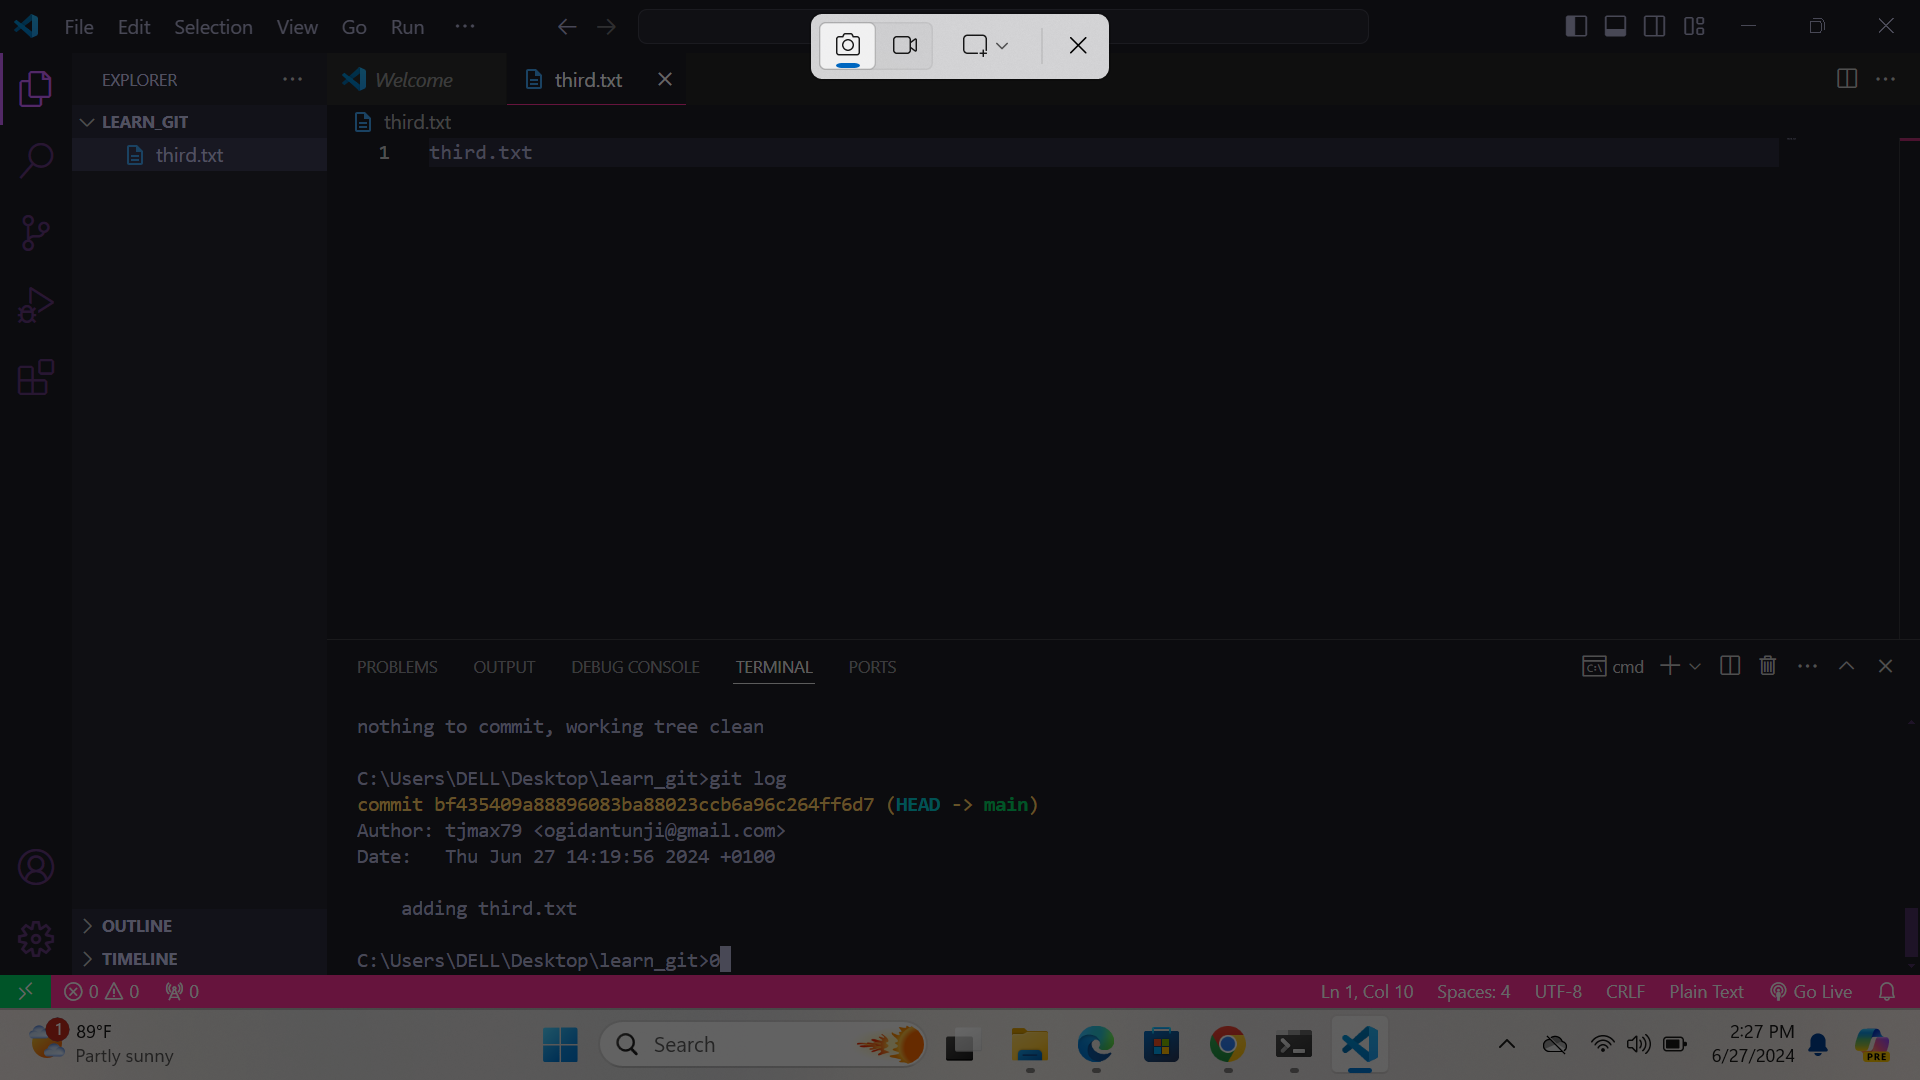 File Edit Selection View Go Run ···
EXPLORER ···
Welcome third.txt
LEARN_GIT
third.txt
third.txt
1 third.txt
PROBLEMS OUTPUT DEBUG CONSOLE TERMINAL PORTS
cmd
nothing to commit, working tree clean
C:\Users\DELL\Desktop\learn_git>git log
commit bf435409a88896083ba88023ccb6a96c264ff6d7 (HEAD -> main)
Author: tjmax79 <ogidantunji@gmail.com>
Date:   Thu Jun 27 14:19:56 2024 +0100
adding third.txt
C:\Users\DELL\Desktop\learn_git>0
OUTLINE
TIMELINE
0 0 0
Ln 1, Col 10 Spaces: 4 UTF-8 CRLF Plain Text Go Live
1 89°F
Partly sunny
Search
2:27 PM
6/27/2024
PRE